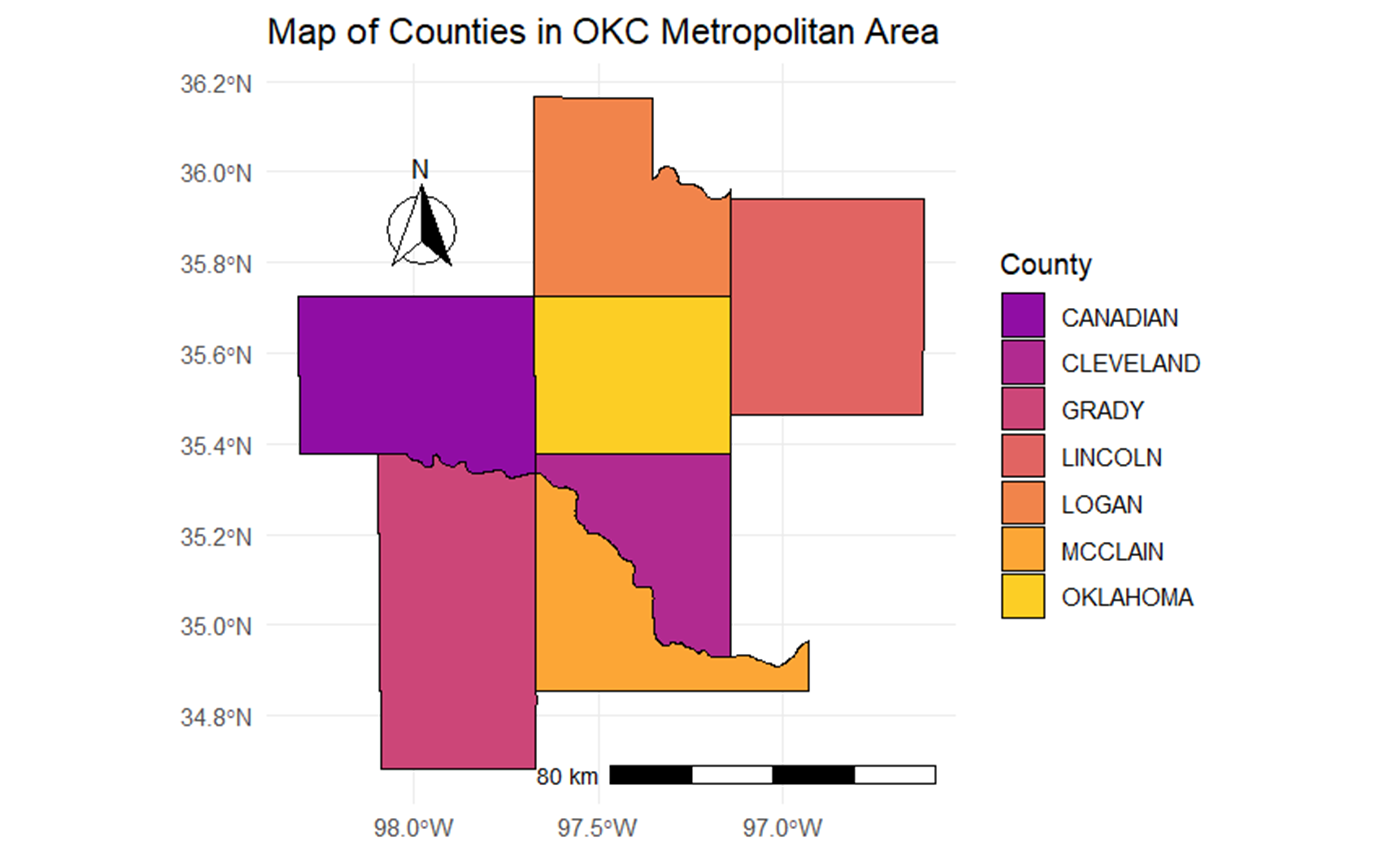 Map of Counties in OKC Metropolitan Area
36.2°N
36.0°N
35.8°N
35.6°N
35.4°N
35.2°N
35.0°N
34.8°N
N
80 km
98.0°W
97.5°W
97.0°W
County
CANADIAN
CLEVELAND
GRADY
LINCOLN
LOGAN
MCCLAIN
OKLAHOMA